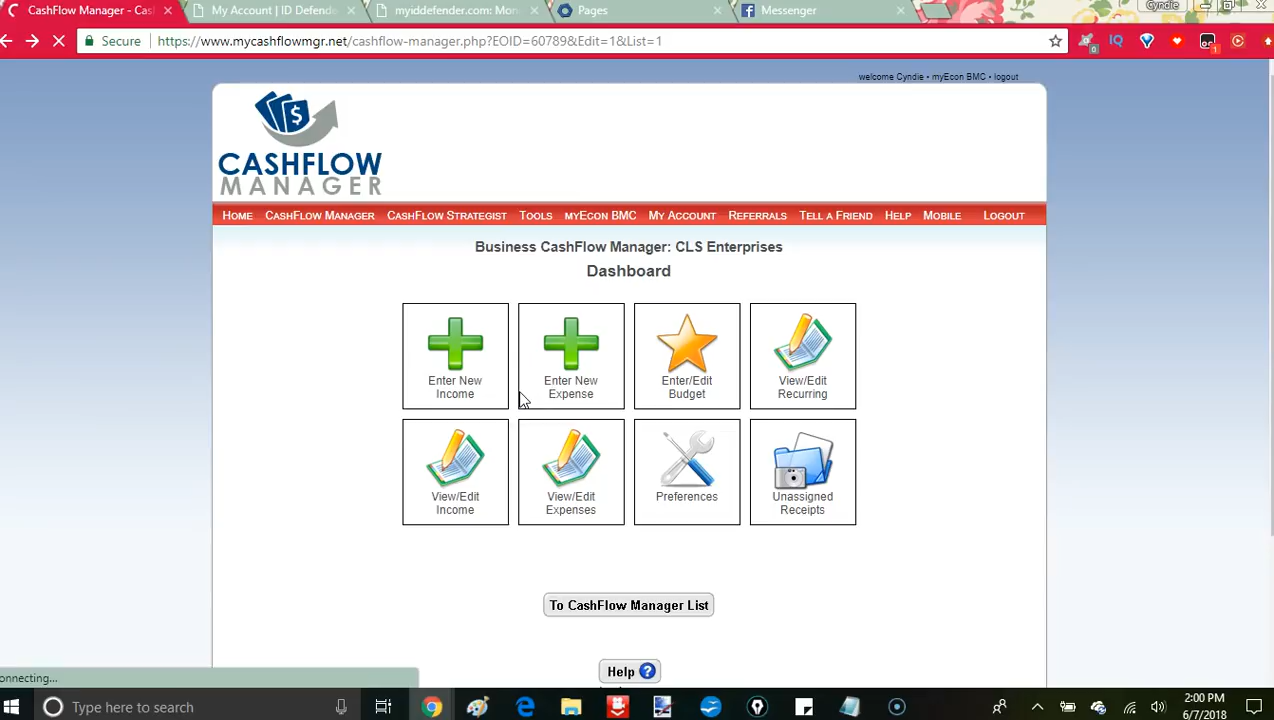 CashFlow Manager - Cas
My Account | ID Defende
myiddefender.com: Mon
Pages
Messenger
Cyndie
Secure
https://www.mycashflowmgr.net/cashflow-manager.php?EOID=60789&Edit=1&List=1
IQ
0
1
welcome Cyndie • myEcon BMC • logout
$
CASHFLOW
MANAGER
Home CashFlow Manager CashFlow Strategist Tools myEcon BMC My Account Referrals Tell a Friend Help Mobile Logout
Business CashFlow Manager: CLS Enterprises
Dashboard
Enter New
Income
Enter New
Expense
Enter/Edit
Budget
View/Edit
Recurring
View/Edit
Income
View/Edit
Expenses
Preferences
Unassigned
Receipts
To CashFlow Manager List
Help ?
onnecting...
Type here to search
2:00 PM
6/7/2018